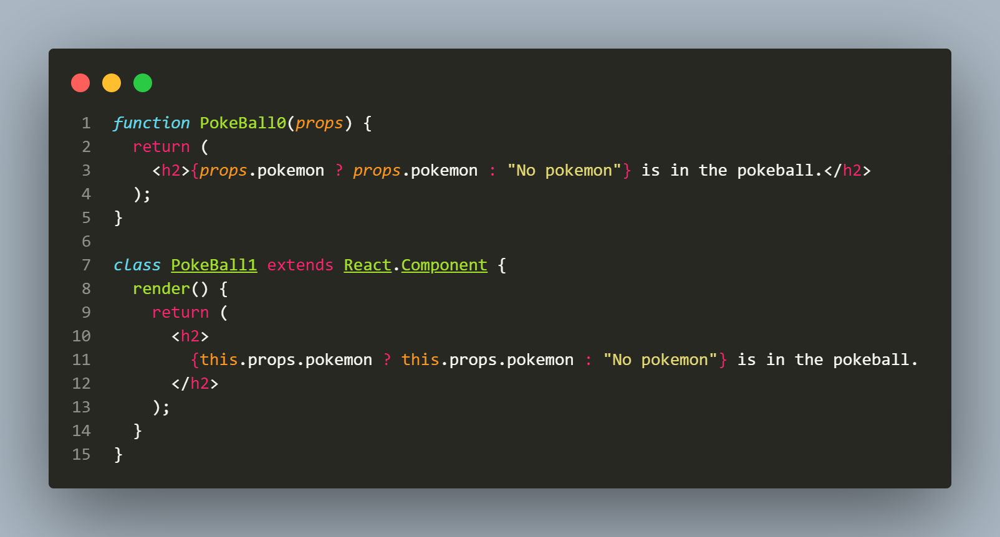 1 function PokeBall0(props) {
2   return (
3     <h2>{props.pokemon ? props.pokemon : "No pokemon"} is in the pokeball.</h2>
4   );
5 }
6
7 class PokeBall1 extends React.Component {
8   render() {
9     return (
10       <h2>
11         {this.props.pokemon ? this.props.pokemon : "No pokemon"} is in the pokeball.
12       </h2>
13     );
14   }
15 }